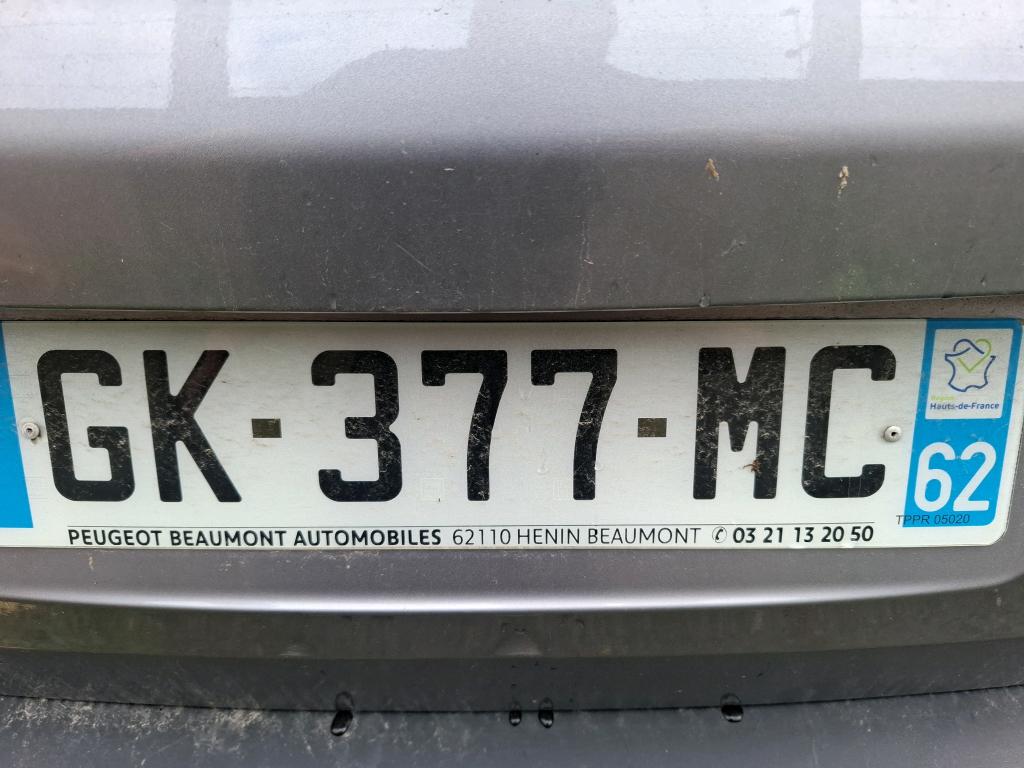 GK-377-MC
Région
Hauts-de-France
62
TPPR 05020
PEUGEOT BEAUMONT AUTOMOBILES 62110 HENIN BEAUMONT ✆ 03 21 13 20 50